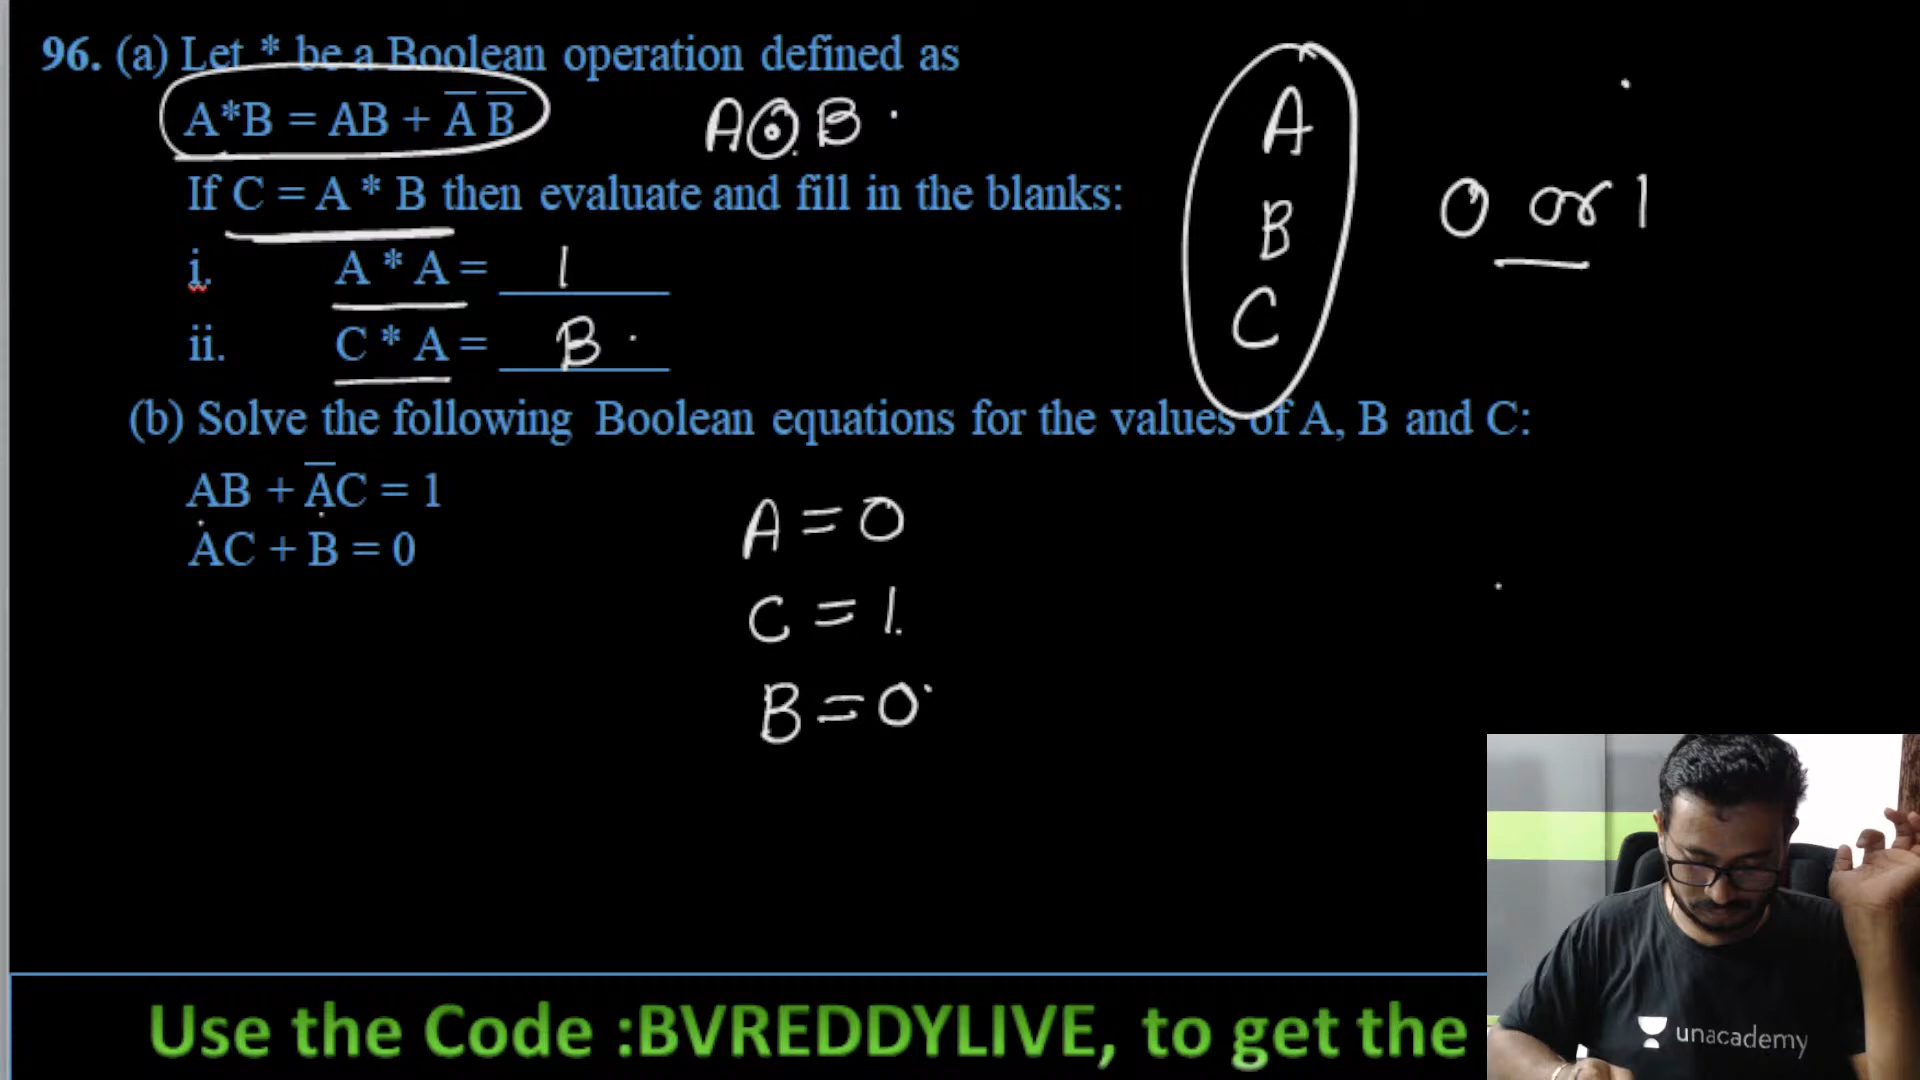 96. (a) Let * be a Boolean operation defined as
A*B = AB + A̅ B̅
A⊙B
If C = A * B then evaluate and fill in the blanks:
i. A * A = 1
ii. C * A = B
A
B
C
0 or 1
(b) Solve the following Boolean equations for the values of A, B and C:
AB + A̅C = 1
AC + B = 0
A = 0
C = 1.
B = 0
Use the Code :BVREDDYLIVE, to get the
unacademy